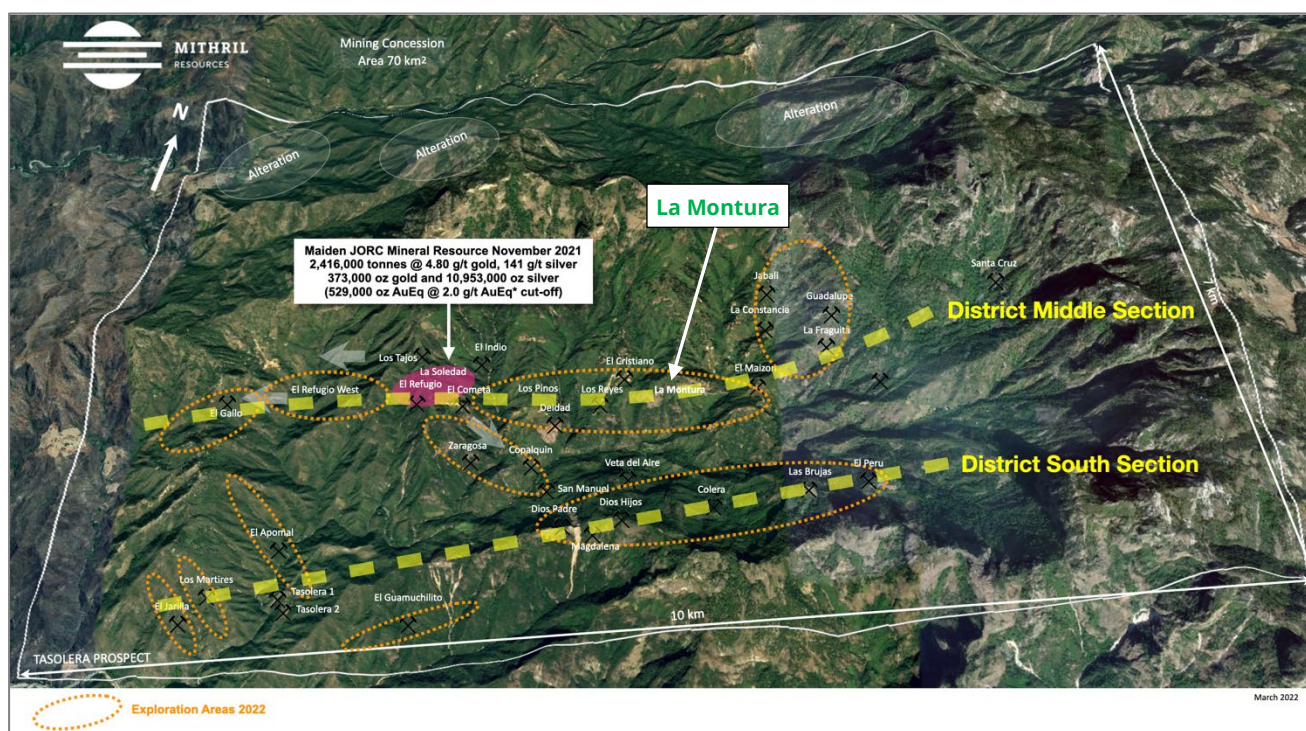 MITHRIL
RESOURCES
Mining Concession
Area 70 km²
N
Alteration
Alteration
Alteration
La Montura
Maiden JORC Mineral Resource November 2021
2,416,000 tonnes @ 4.80 g/t gold, 141 g/t silver
373,000 oz gold and 10,953,000 oz silver
(529,000 oz AuEq @ 2.0 g/t AuEq* cut-off)
Jabali
Santa Cruz
Guadalupe
La Constancia
District Middle Section
La Fraguita
7 km
El Indio
Los Tajos
La Soledad
El Cristiano
El Maizon
El Refugio West
El Refugio
El Cometa
Los Pinos
Los Reyes
La Montura
El Gallo
Deidad
Zaragosa
Copalquin
Veta del Aire
El Peru
District South Section
Las Brujas
San Manuel
Colera
Dios Padre
Dios Hijos
Magdalena
El Apomal
Los Martires
Tasolera 1
El Jarilla
Tasolera 2
El Guamuchilito
10 km
TASOLERA PROSPECT
Exploration Areas 2022
March 2022